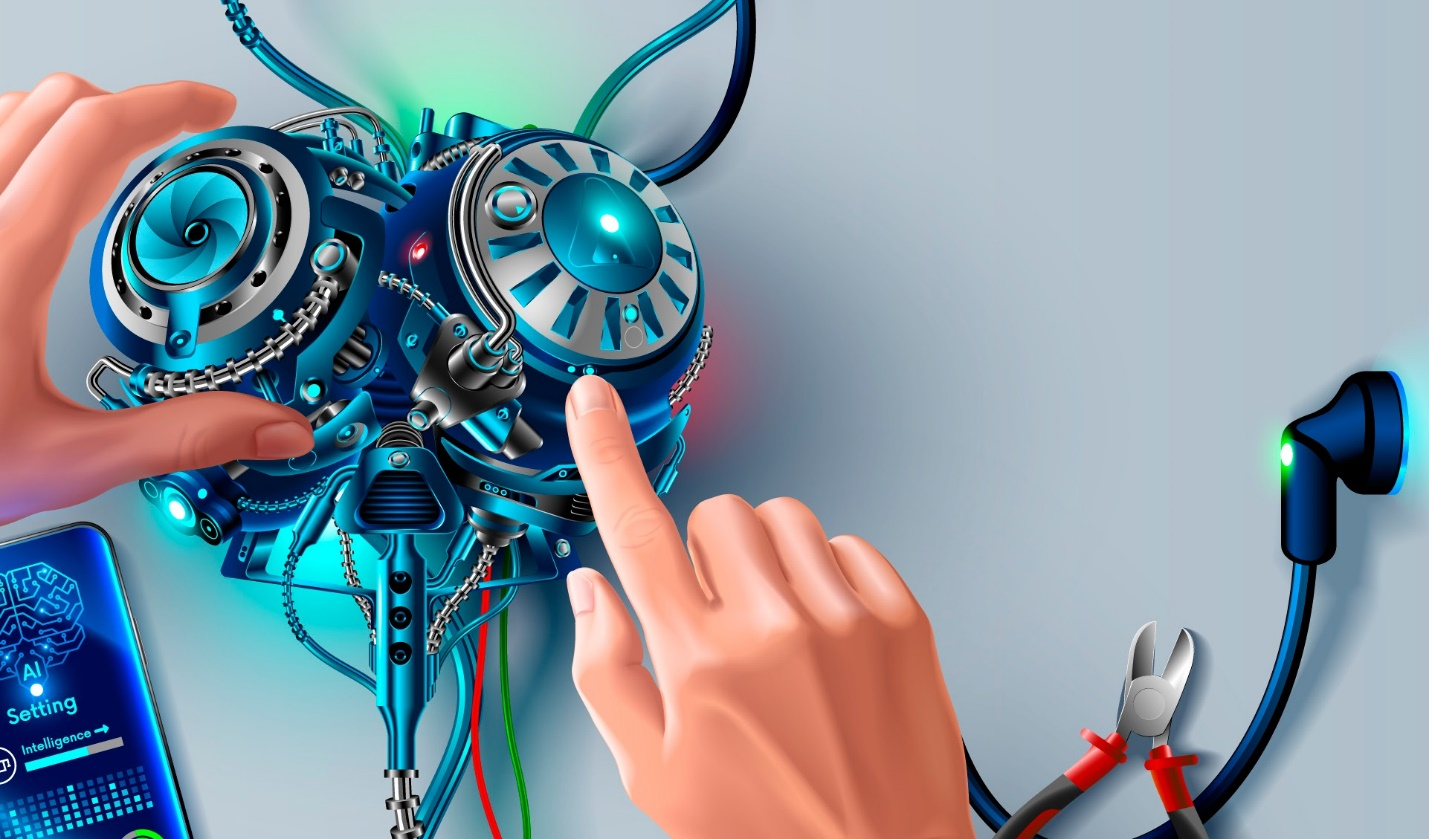 AI
Setting
Intelligence →